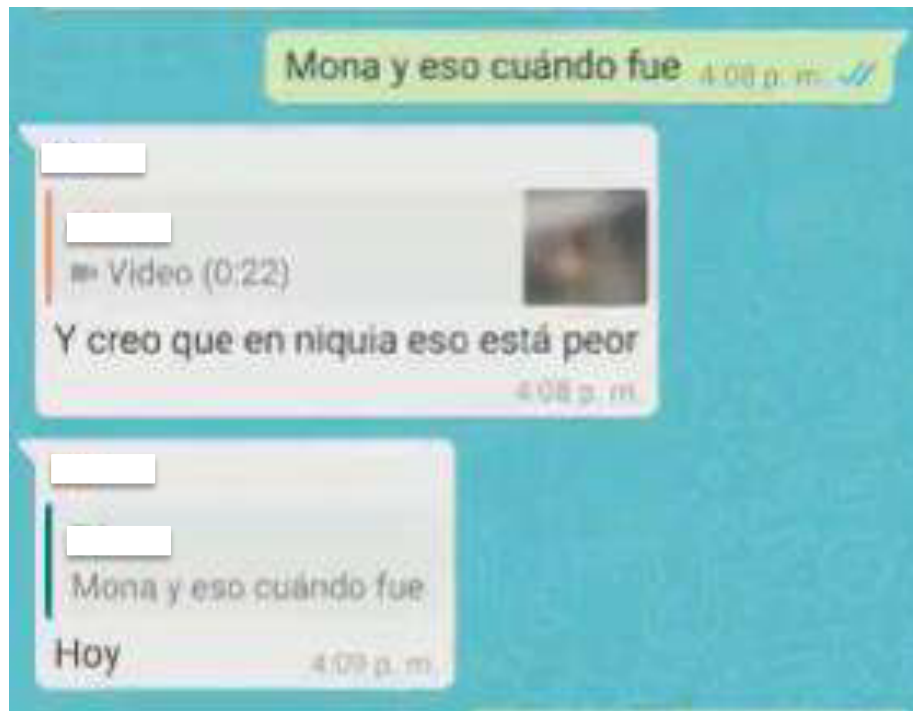 Mona y eso cuándo fue 4:08 p. m.
Video (0:22)
Y creo que en niquia eso está peor
4:08 p. m.
Mona y eso cuándo fue
Hoy 4:09 p. m.